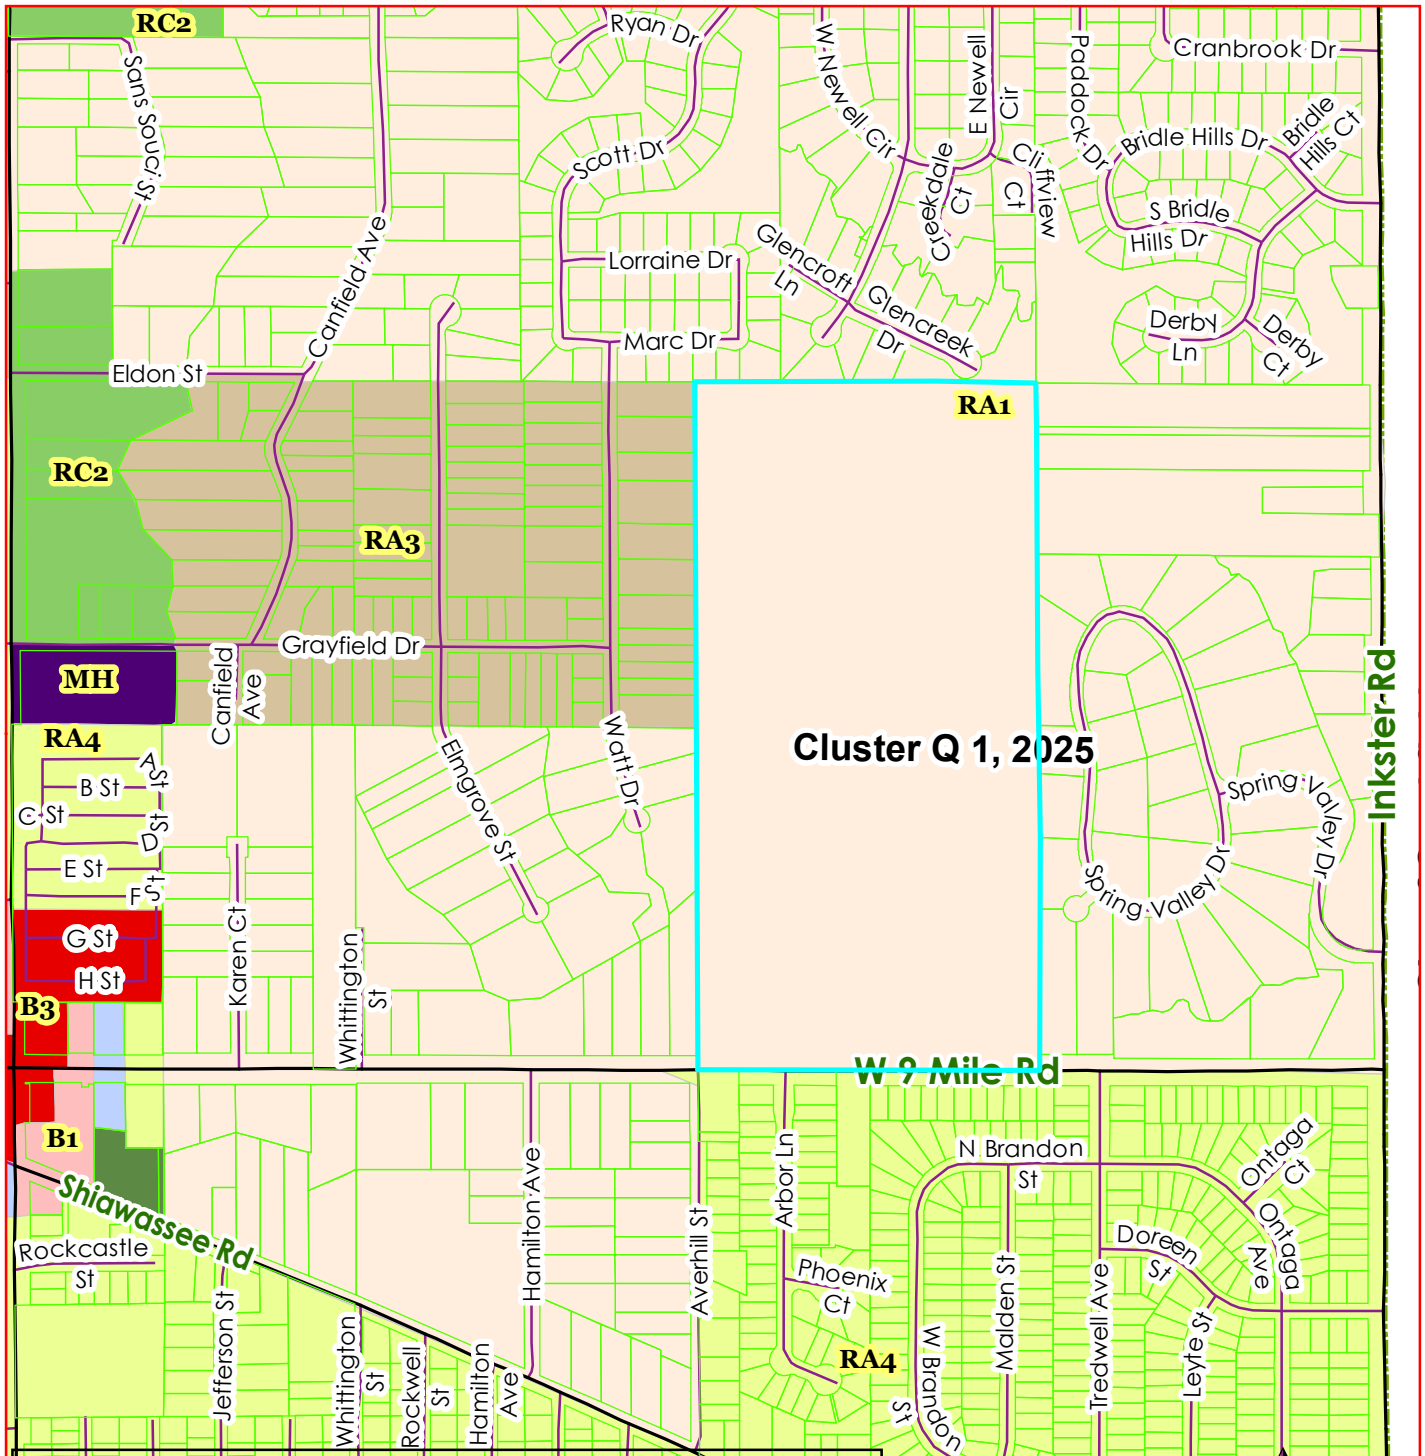 RC2
Ryan Dr
W Newell Cir
E Newell
Cir
Paddock Dr
Cranbrook Dr
Sans Souci St
Scott Dr
Creekdale
Ct
Cliffview
Ct
Bridle Hills Dr
Bridle
Hills Ct
S Bridle
Hills Dr
Canfield Ave
Lorraine Dr
Glencroft
Ln
Glencreek
Dr
Marc Dr
Derby
Ln
Derby
Ct
Eldon St
RA1
RC2
RA3
Grayfield Dr
MH
Canfield
Ave
RA4
Watt Dr
Elmgrove St
Cluster Q 1, 2025
Inkster Rd
A St
B St
C St
D St
E St
F St
G St
H St
Spring Valley Dr
Spring Valley Dr
Karen Ct
Whittington
St
B3
W 9 Mile Rd
B1
Shiawassee Rd
Hamilton Ave
Arbor Ln
N Brandon
St
Ontaga
Ct
Averhill St
Rockcastle
St
Doreen
St
Ontaga
Ave
Phoenix
Ct
Jefferson St
Whittington
St
Rockwell
St
Hamilton
Ave
RA4
W Brandon
St
Malden St
Tredwell Ave
Leyte St